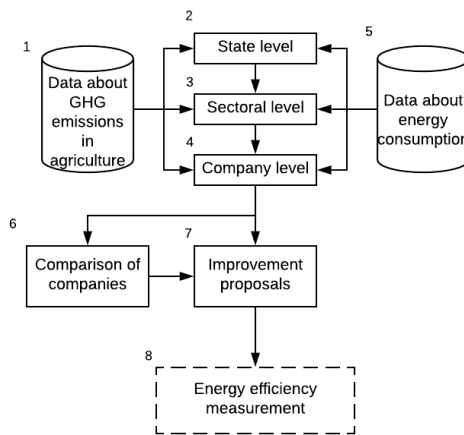 1
Data about
GHG
emissions
in
agriculture
2
State level
3
Sectoral level
4
Company level
5
Data about
energy
consumption
6
Comparison of
companies
7
Improvement
proposals
8
Energy efficiency
measurement